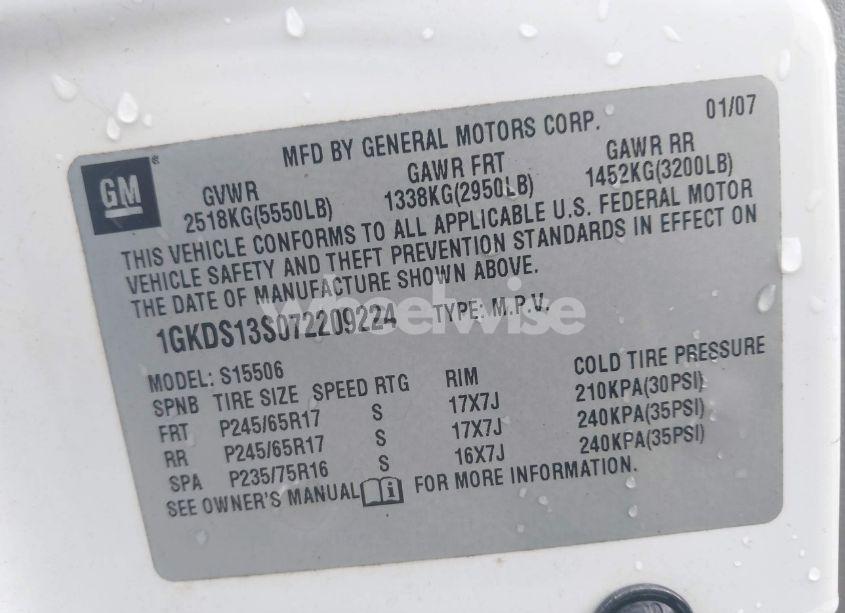 01/07
MFD BY GENERAL MOTORS CORP.
GM
GVWR GAWR FRT GAWR RR
2518KG(5550LB) 1338KG(2950LB) 1452KG(3200LB)
THIS VEHICLE CONFORMS TO ALL APPLICABLE U.S. FEDERAL MOTOR
VEHICLE SAFETY AND THEFT PREVENTION STANDARDS IN EFFECT ON
THE DATE OF MANUFACTURE SHOWN ABOVE.
1GKDS13S072209224 TYPE: M.P.V.
wheelwise
MODEL: S15506
SPNB TIRE SIZE SPEED RTG RIM COLD TIRE PRESSURE
FRT P245/65R17 S 17X7J 210KPA(30PSI)
RR P245/65R17 S 17X7J 240KPA(35PSI)
SPA P235/75R16 S 16X7J 240KPA(35PSI)
SEE OWNER'S MANUAL FOR MORE INFORMATION.